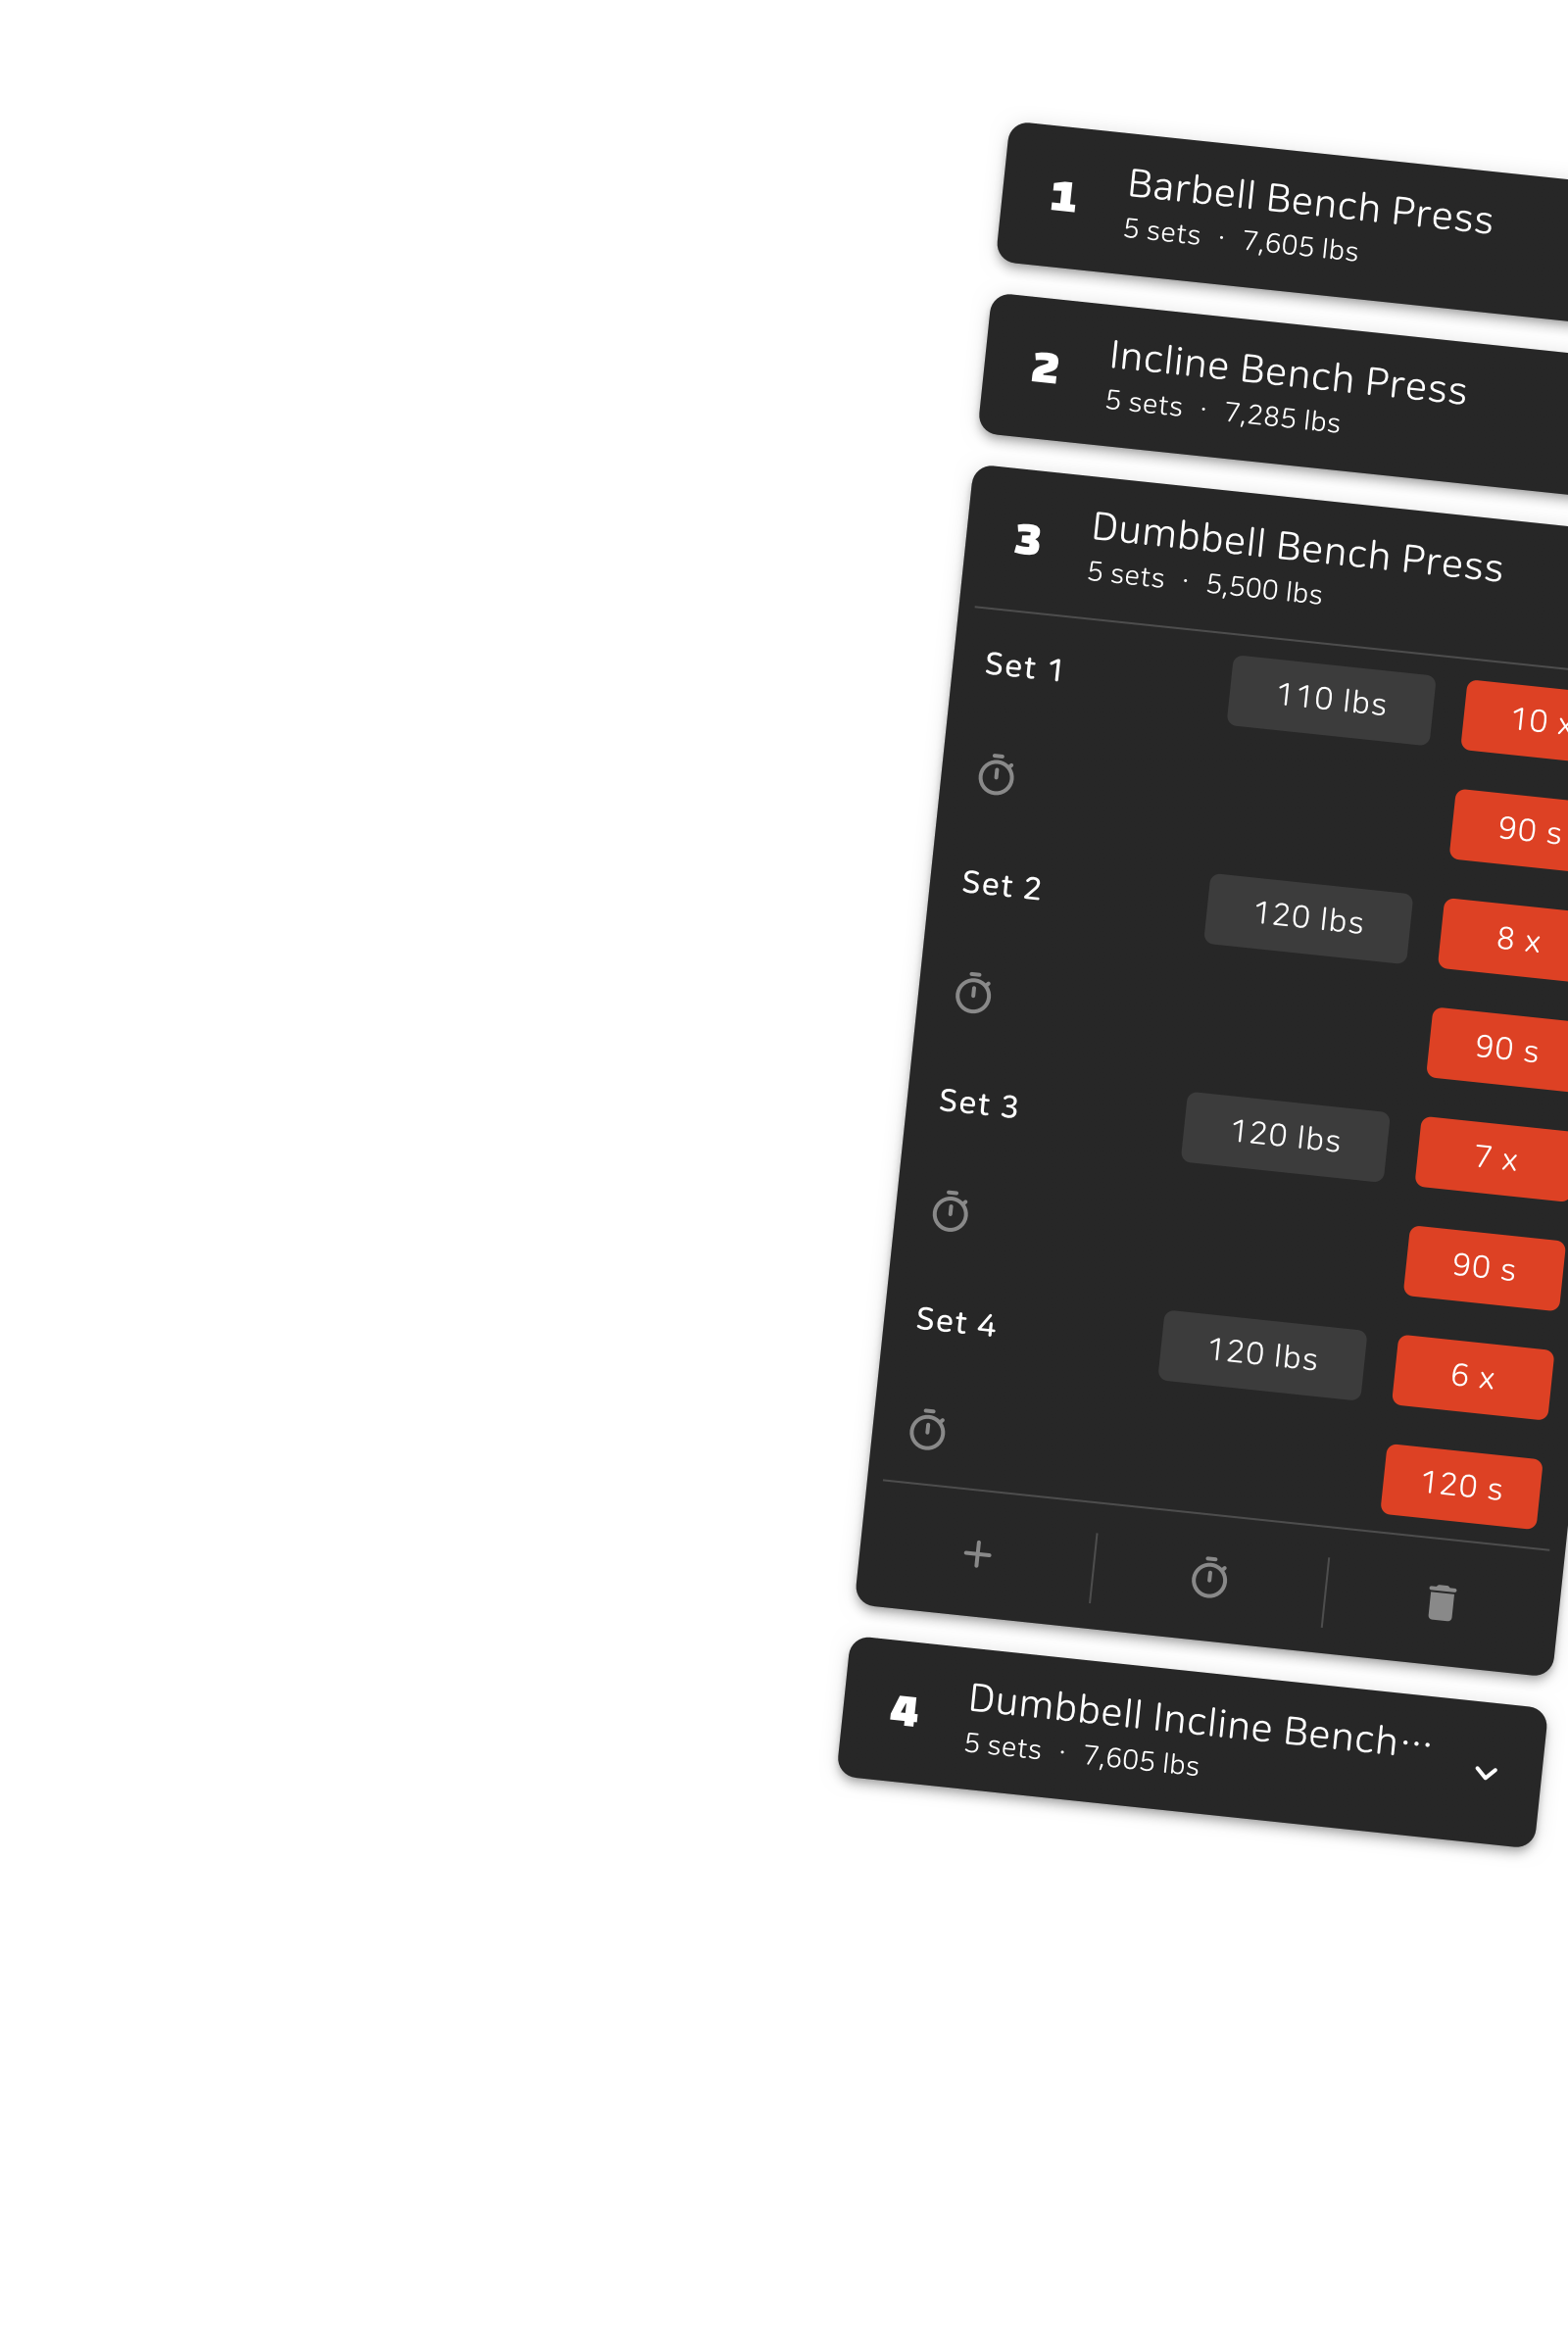 1
Barbell Bench Press
5 sets · 7,605 lbs
2
Incline Bench Press
5 sets · 7,285 lbs
3
Dumbbell Bench Press
5 sets · 5,500 lbs
Set 1 110 lbs 10 x
90 s
Set 2 120 lbs 8 x
90 s
Set 3 120 lbs 7 x
90 s
Set 4 120 lbs 6 x
120 s
4
Dumbbell Incline Bench...
5 sets · 7,605 lbs